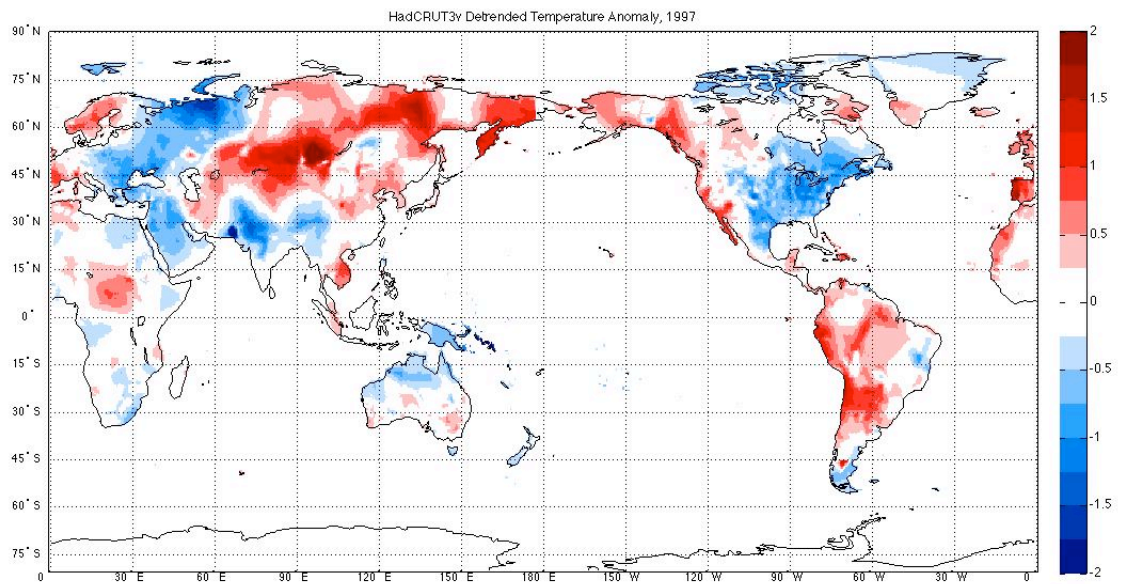 HadCRUT3v Detrended Temperature Anomaly, 1997
90° N
75° N
60° N
45° N
30° N
15° N
0°
15° S
30° S
45° S
60° S
75° S
0 30° E 60° E 90° E 120° E 150° E 180° E 150° W 120° W 90° W 60° W 30° W 0
2
1.5
1
0.5
0
-0.5
-1
-1.5
-2